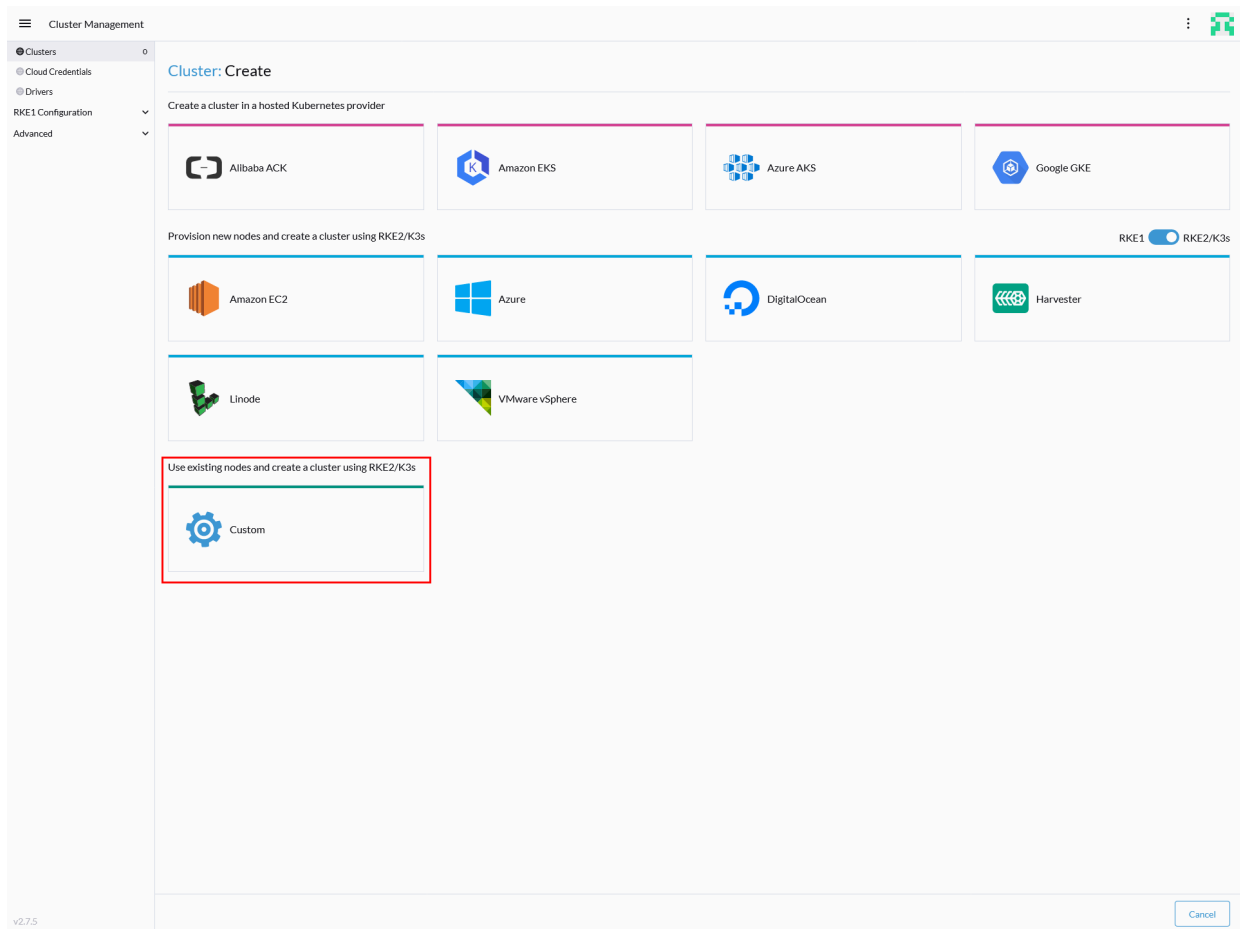 Cluster Management
Clusters 0
Cloud Credentials
Drivers
RKE1 Configuration
Advanced
Cluster: Create
Create a cluster in a hosted Kubernetes provider
Alibaba ACK
Amazon EKS
Azure AKS
Google GKE
Provision new nodes and create a cluster using RKE2/K3s
RKE1 RKE2/K3s
Amazon EC2
Azure
DigitalOcean
Harvester
Linode
VMware vSphere
Use existing nodes and create a cluster using RKE2/K3s
Custom
v2.7.5
Cancel